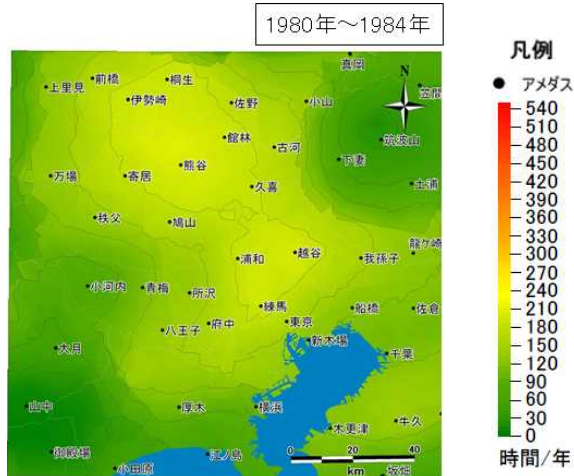 1980年～1984年
凡例
アメダス
540
510
480
450
420
390
360
330
300
270
240
210
180
150
120
90
60
30
0
時間/年
真岡
N
笠間
上里見
前橋
桐生
伊勢崎
佐野
小山
館林
古河
筑波山
下妻
熊谷
万場
寄居
久喜
土浦
秩父
鳩山
龍ケ崎
浦和
越谷
我孫子
小河内
青梅
所沢
練馬
船橋
佐倉
八王子
府中
東京
新木場
千葉
大月
山中
厚木
横浜
牛久
木更津
御殿場
江ノ島
小田原
0 10 20 30 40
km
坂畑